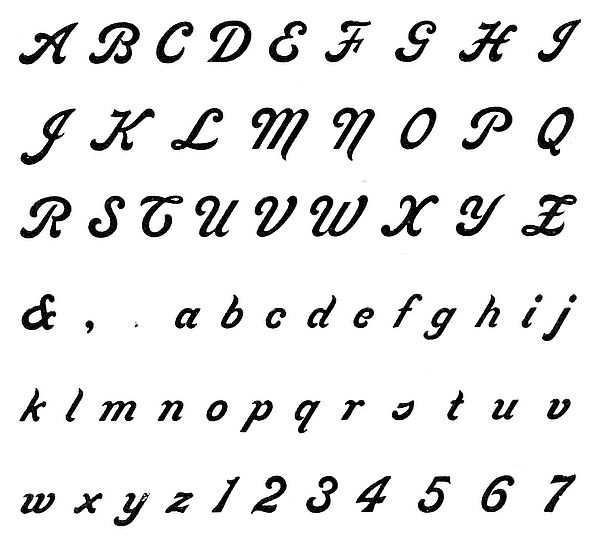 A B C D E F G H I
J K L M N O P Q
R S T U V W X Y Z
& , . a b c d e f g h i j
k l m n o p q r s t u v
w x y z 1 2 3 4 5 6 7